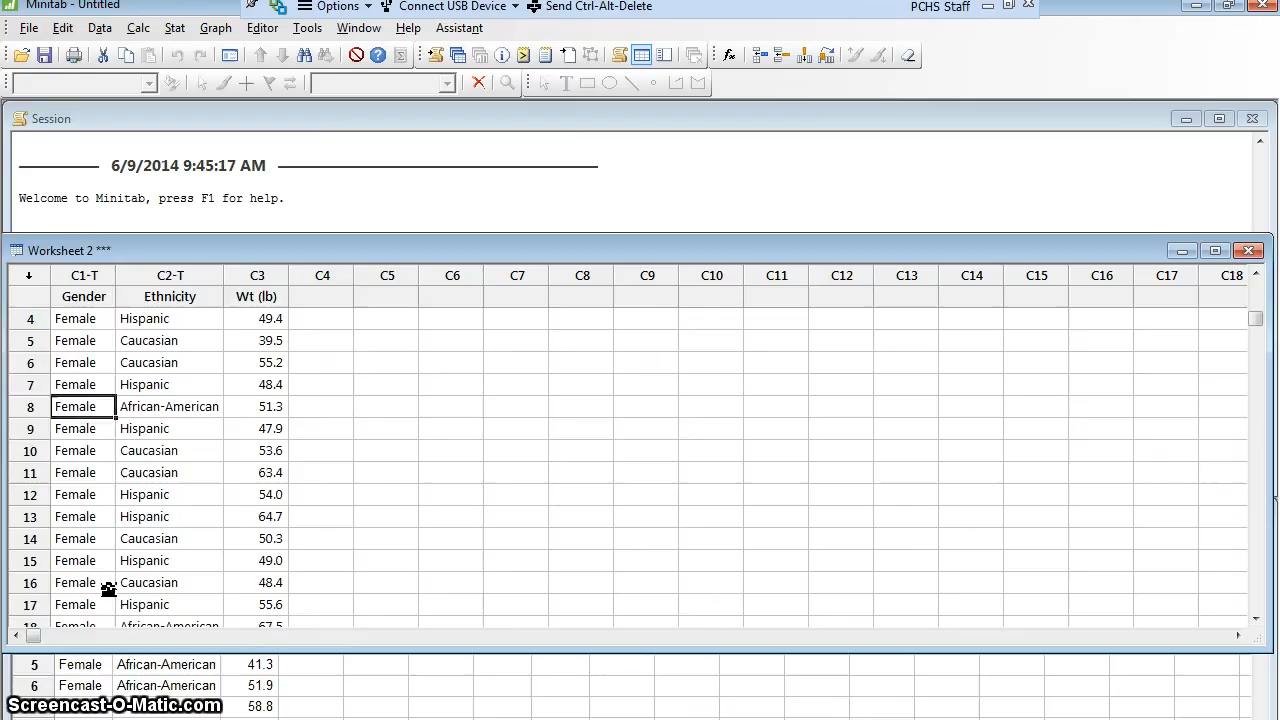 Minitab - Untitled
Options Connect USB Device Send Ctrl-Alt-Delete PCHS Staff
File Edit Data Calc Stat Graph Editor Tools Window Help Assistant
Session
6/9/2014 9:45:17 AM
Welcome to Minitab, press F1 for help.
Worksheet 2 ***
C1-T C2-T C3 C4 C5 C6 C7 C8 C9 C10 C11 C12 C13 C14 C15 C16 C17 C18
Gender Ethnicity Wt (lb)
4 Female Hispanic 49.4
5 Female Caucasian 39.5
6 Female Caucasian 55.2
7 Female Hispanic 48.4
8 Female African-American 51.3
9 Female Hispanic 47.9
10 Female Caucasian 53.6
11 Female Caucasian 63.4
12 Female Hispanic 54.0
13 Female Hispanic 64.7
14 Female Caucasian 50.3
15 Female Hispanic 49.0
16 Female Caucasian 48.4
17 Female Hispanic 55.6
18 Female African-American 67.5
5 Female African-American 41.3
6 Female African-American 51.9
58.8
Screencast-O-Matic.com